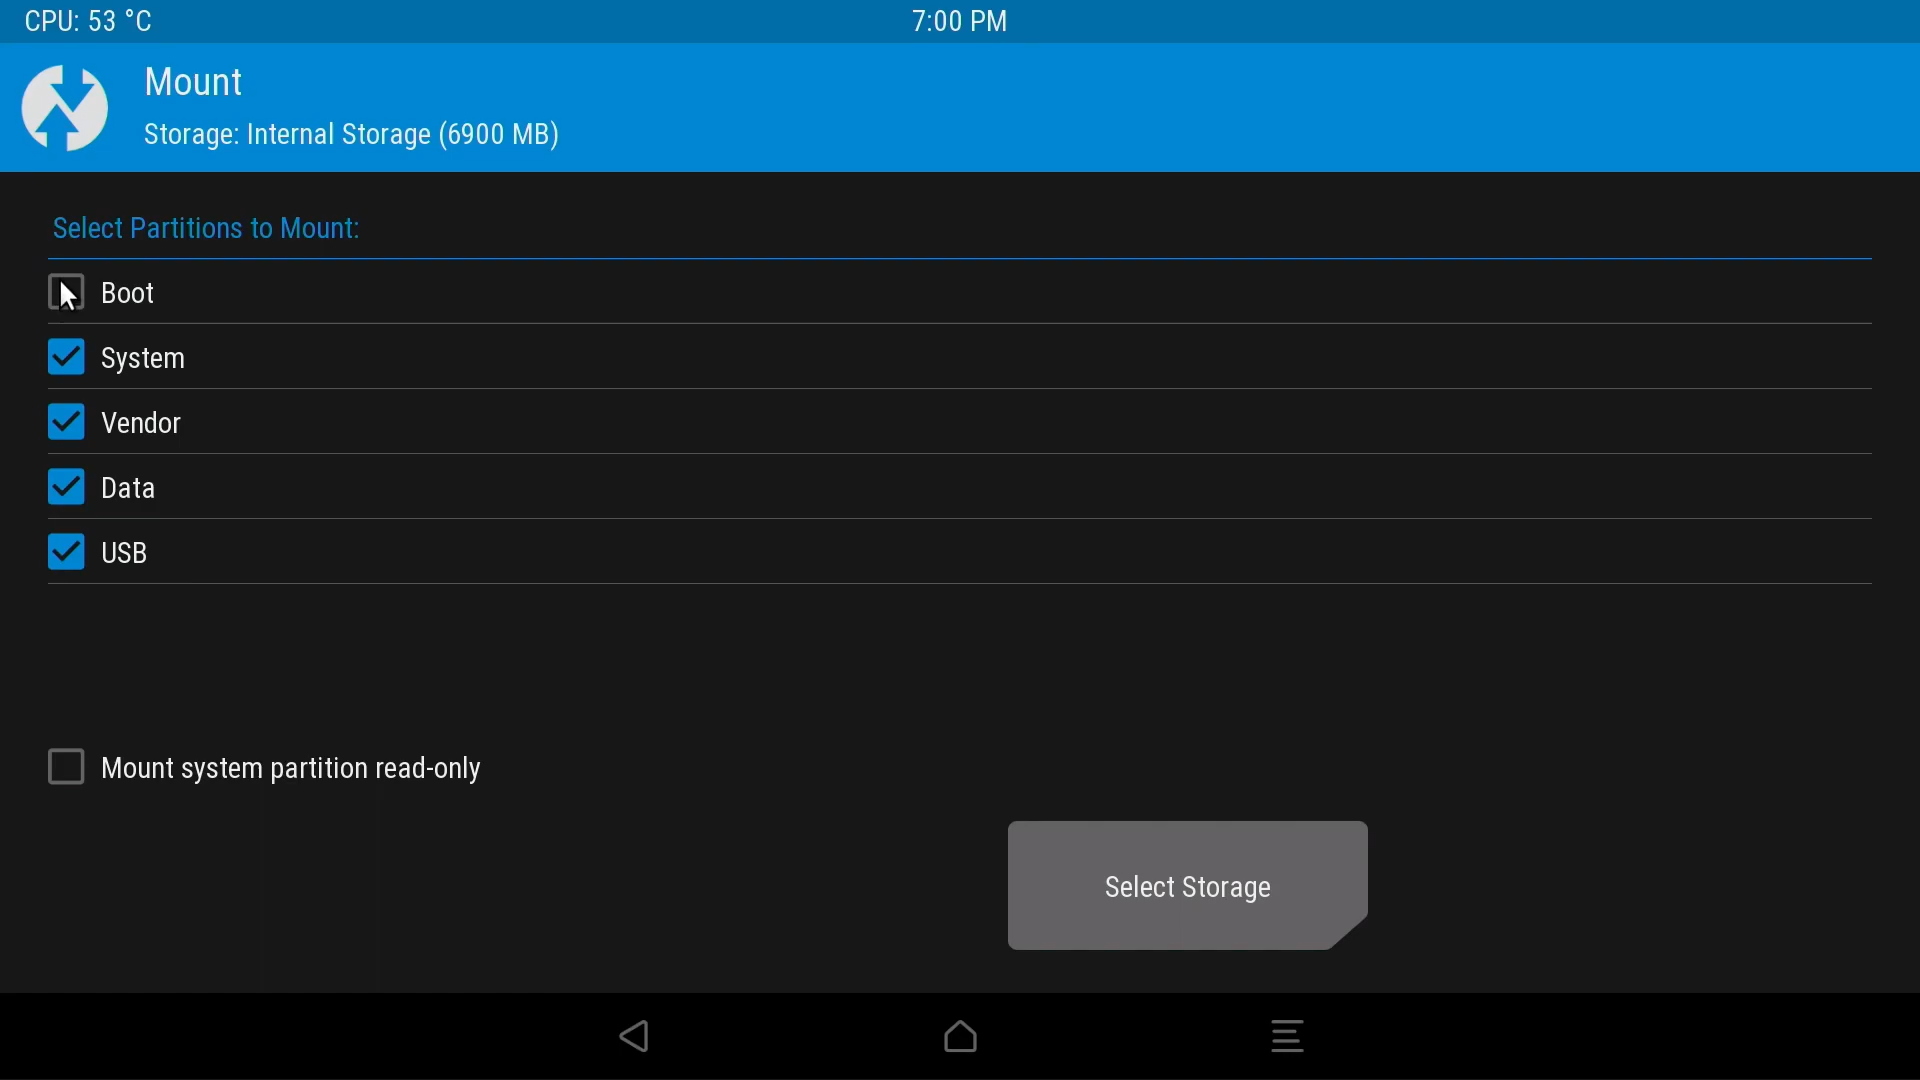 CPU: 53 °C
7:00 PM
Mount
Storage: Internal Storage (6900 MB)
Select Partitions to Mount:
Boot
System
Vendor
Data
USB
Mount system partition read-only
Select Storage